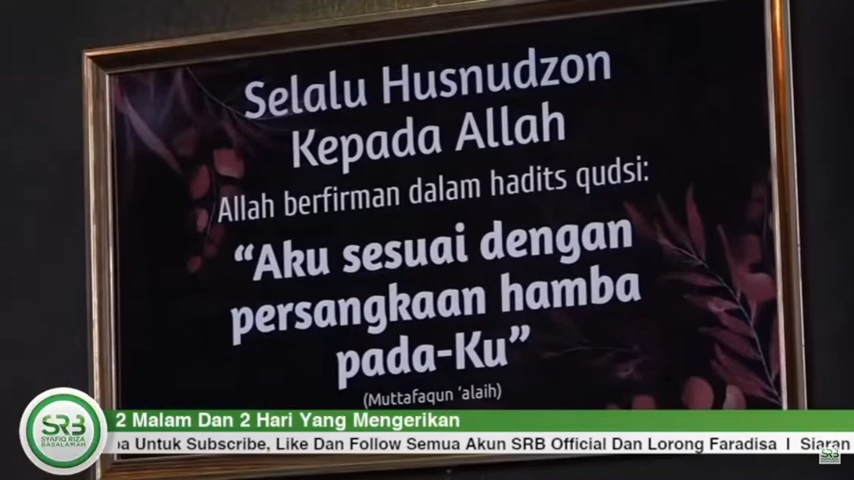 Selalu Husnudzon
Kepada Allah
Allah berfirman dalam hadits qudsi:
“Aku sesuai dengan
persangkaan hamba
pada-Ku”
(Muttafaqun ‘alaih)
SRB
SYAFIQ RIZA
BASALAMAH
2 Malam Dan 2 Hari Yang Mengerikan
Untuk Subscribe, Like Dan Follow Semua Akun SRB Official Dan Lorong Faradisa I Siaran
SRB